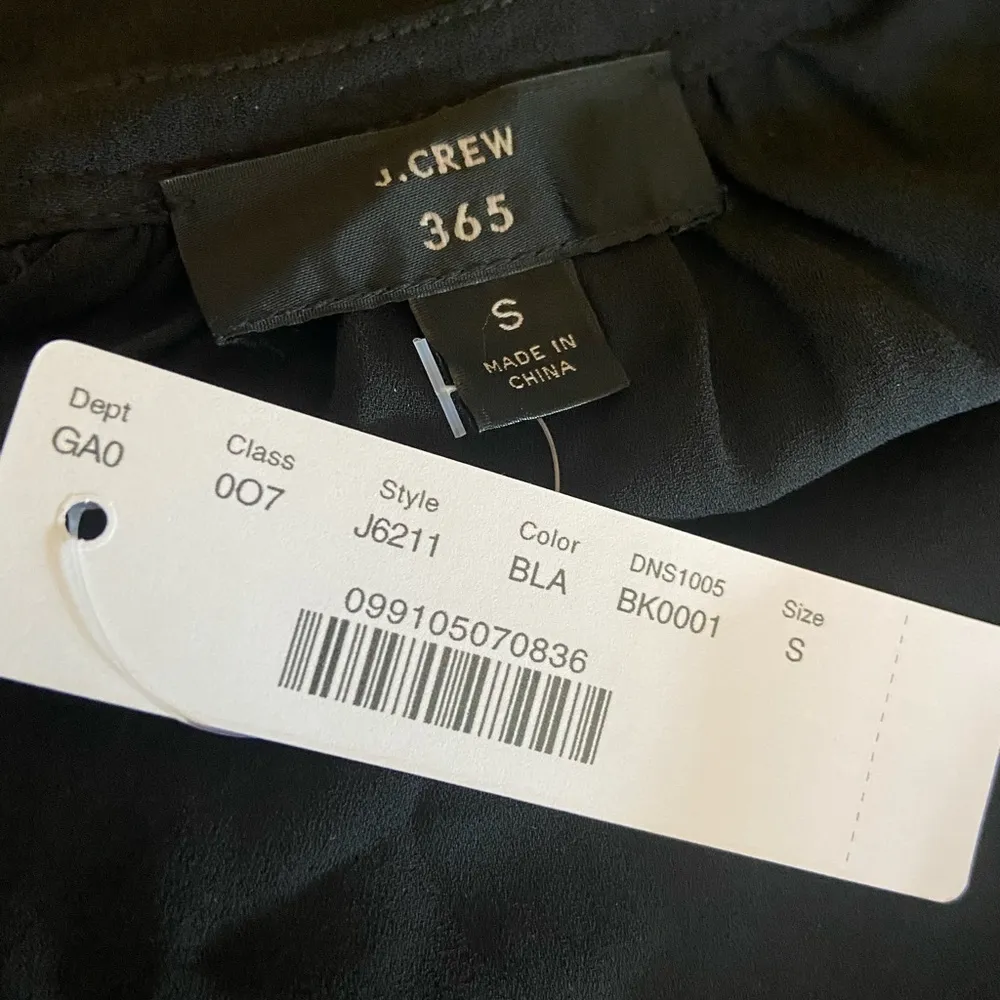 J.CREW
365
S
MADE IN
CHINA
Dept Class Style Color DNS1005 Size
GA0 0O7 J6211 BLA BK0001 S
099105070836